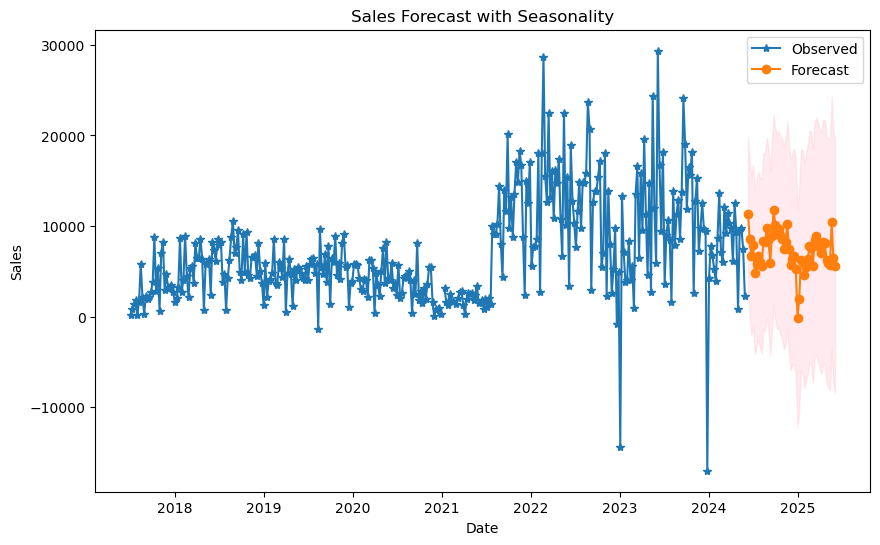 Sales Forecast with Seasonality
Observed
Forecast
30000
20000
10000
0
−10000
Sales
2018 2019 2020 2021 2022 2023 2024 2025
Date